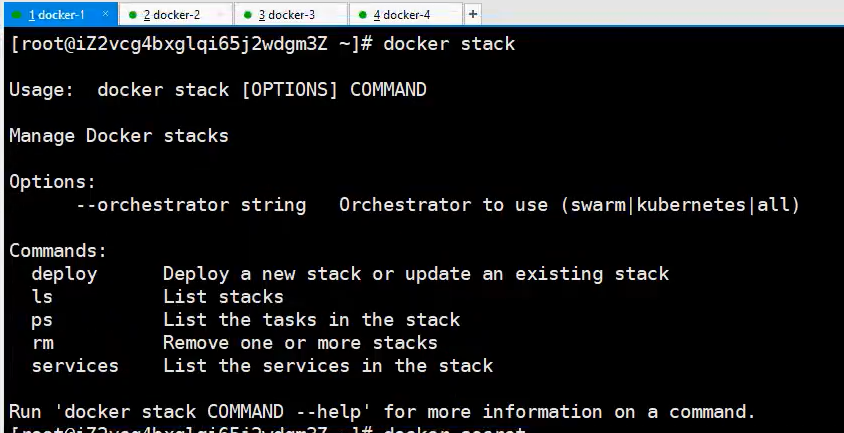 1 docker-1 × 2 docker-2 3 docker-3 4 docker-4 +
[root@iZ2vcg4bxglqi65j2wdgm3Z ~]# docker stack
Usage:  docker stack [OPTIONS] COMMAND
Manage Docker stacks
Options:
      --orchestrator string   Orchestrator to use (swarm|kubernetes|all)
Commands:
  deploy      Deploy a new stack or update an existing stack
  ls          List stacks
  ps          List the tasks in the stack
  rm          Remove one or more stacks
  services    List the services in the stack
Run 'docker stack COMMAND --help' for more information on a command.
[root@iZ2vcg4bxglqi65j2wdgm3Z ~]# docker secret